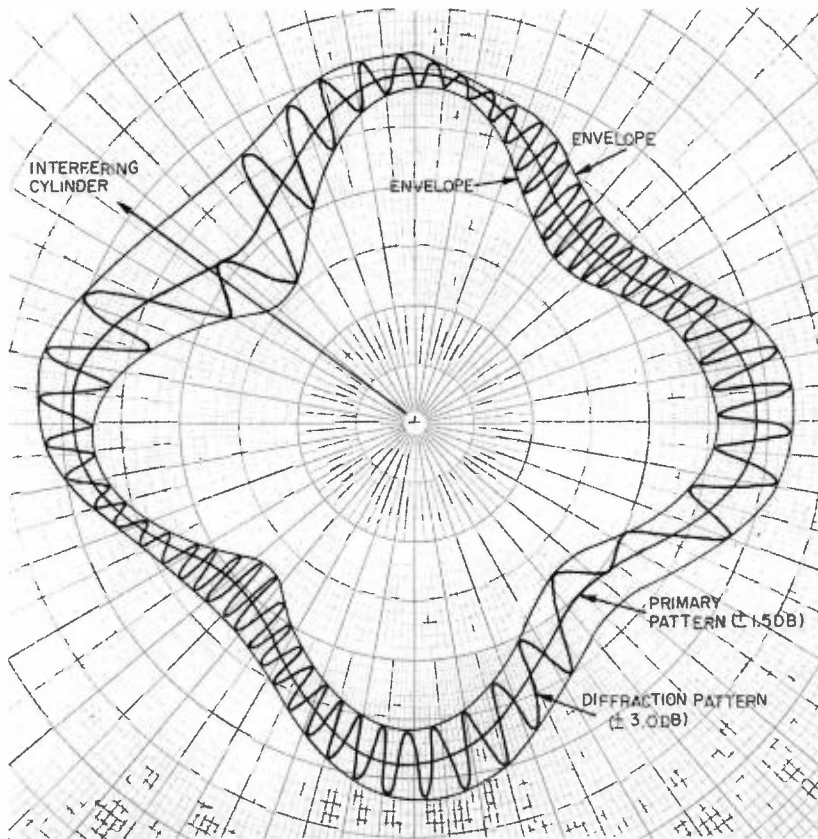 ENVELOPE
ENVELOPE
INTERFERING
CYLINDER
PRIMARY
PATTERN (± 1.5DB)
DIFFRACTION PATTERN
(± 3.0DB)